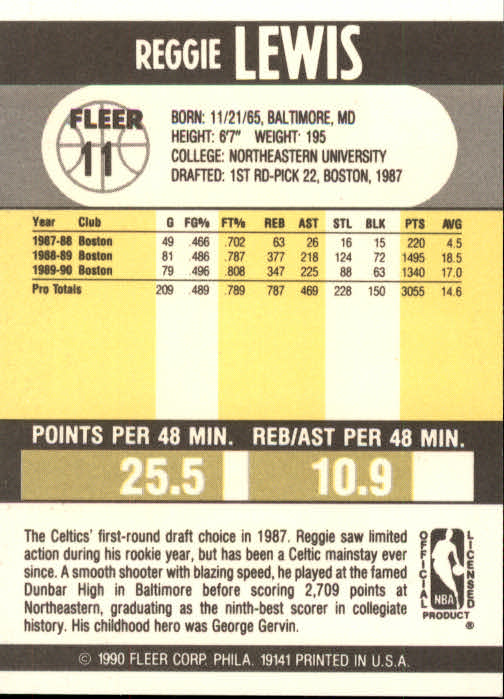 REGGIE LEWIS
FLEER
11
BORN: 11/21/65, BALTIMORE, MD
HEIGHT: 6'7" WEIGHT: 195
COLLEGE: NORTHEASTERN UNIVERSITY
DRAFTED: 1ST RD-PICK 22, BOSTON, 1987
Year Club G FG% FT% REB AST STL BLK PTS AVG
1987-88 Boston 49 .466 .702 63 26 16 15 220 4.5
1988-89 Boston 81 .486 .787 377 218 124 72 1495 18.5
1989-90 Boston 79 .496 .808 347 225 88 63 1340 17.0
Pro Totals 209 .489 .789 787 469 228 150 3055 14.6
POINTS PER 48 MIN. REB/AST PER 48 MIN.
25.5 10.9
The Celtics' first-round draft choice in 1987. Reggie saw limited
action during his rookie year, but has been a Celtic mainstay ever
since. A smooth shooter with blazing speed, he played at the famed
Dunbar High in Baltimore before scoring 2,709 points at
Northeastern, graduating as the ninth-best scorer in collegiate
history. His childhood hero was George Gervin.
OFFICIAL
LICENSED
NBA
PRODUCT ®
© 1990 FLEER CORP. PHILA. 19141 PRINTED IN U.S.A.